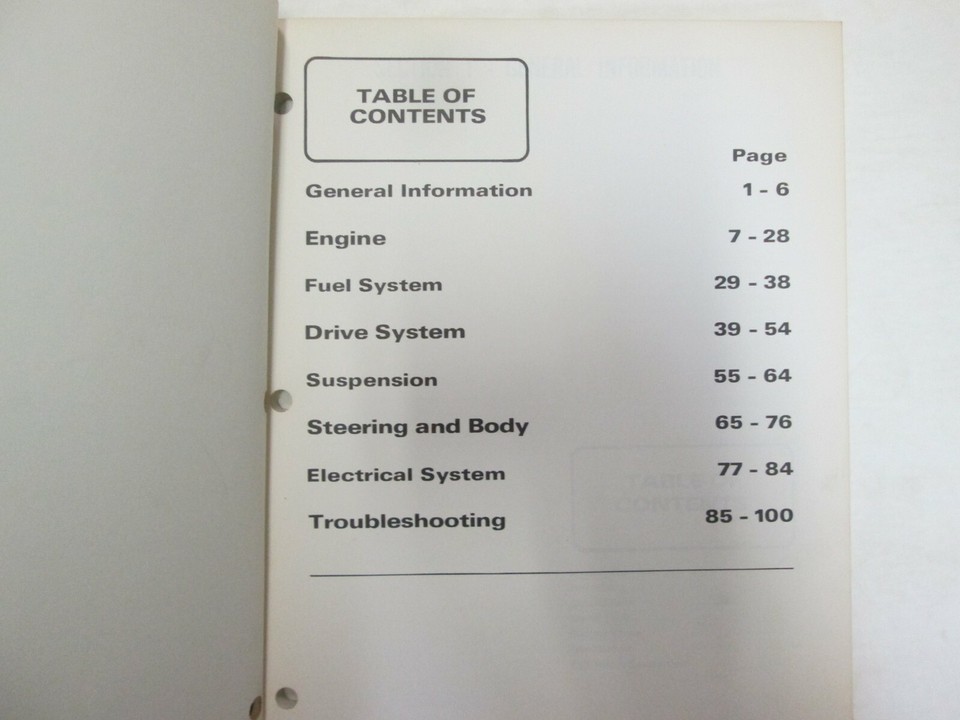 TABLE OF
CONTENTS
Page
General Information 1 - 6
Engine 7 - 28
Fuel System 29 - 38
Drive System 39 - 54
Suspension 55 - 64
Steering and Body 65 - 76
Electrical System 77 - 84
Troubleshooting 85 - 100